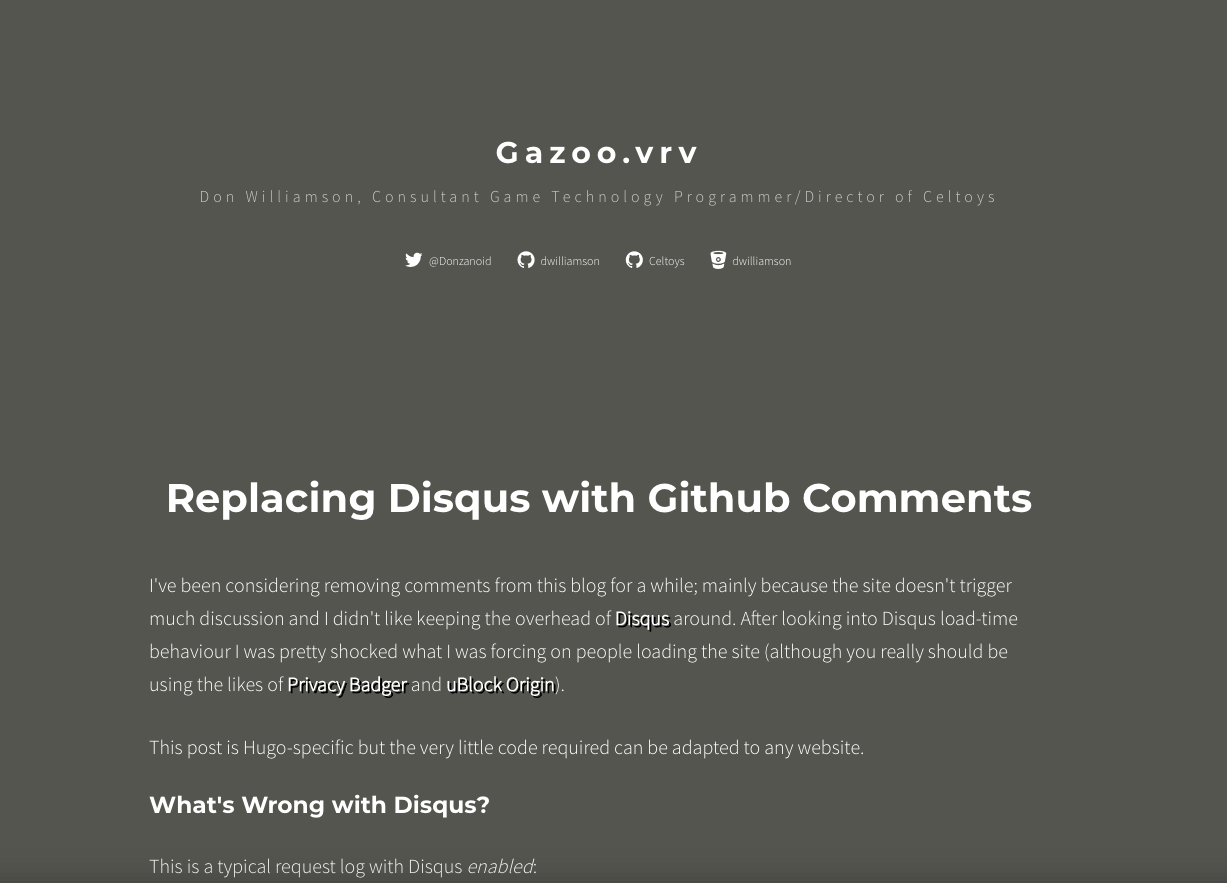 Gazoo.vrv
Don Williamson, Consultant Game Technology Programmer/Director of Celtoys
@Donzanoid dwilliamson Celtoys dwilliamson
Replacing Disqus with Github Comments
I've been considering removing comments from this blog for a while; mainly because the site doesn't trigger
much discussion and I didn't like keeping the overhead of Disqus around. After looking into Disqus load-time
behaviour I was pretty shocked what I was forcing on people loading the site (although you really should be
using the likes of Privacy Badger and uBlock Origin).
This post is Hugo-specific but the very little code required can be adapted to any website.
What's Wrong with Disqus?
This is a typical request log with Disqus enabled: